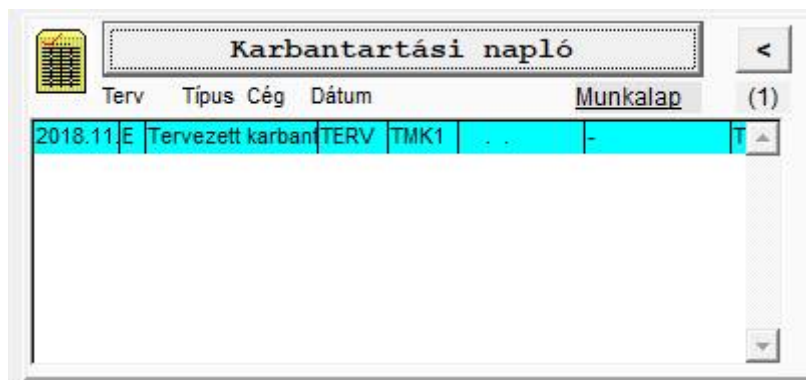 Karbantartási napló <
Terv Típus Cég Dátum Munkalap (1)
2018.11. E Tervezett karbant TERV TMK1 . . - T